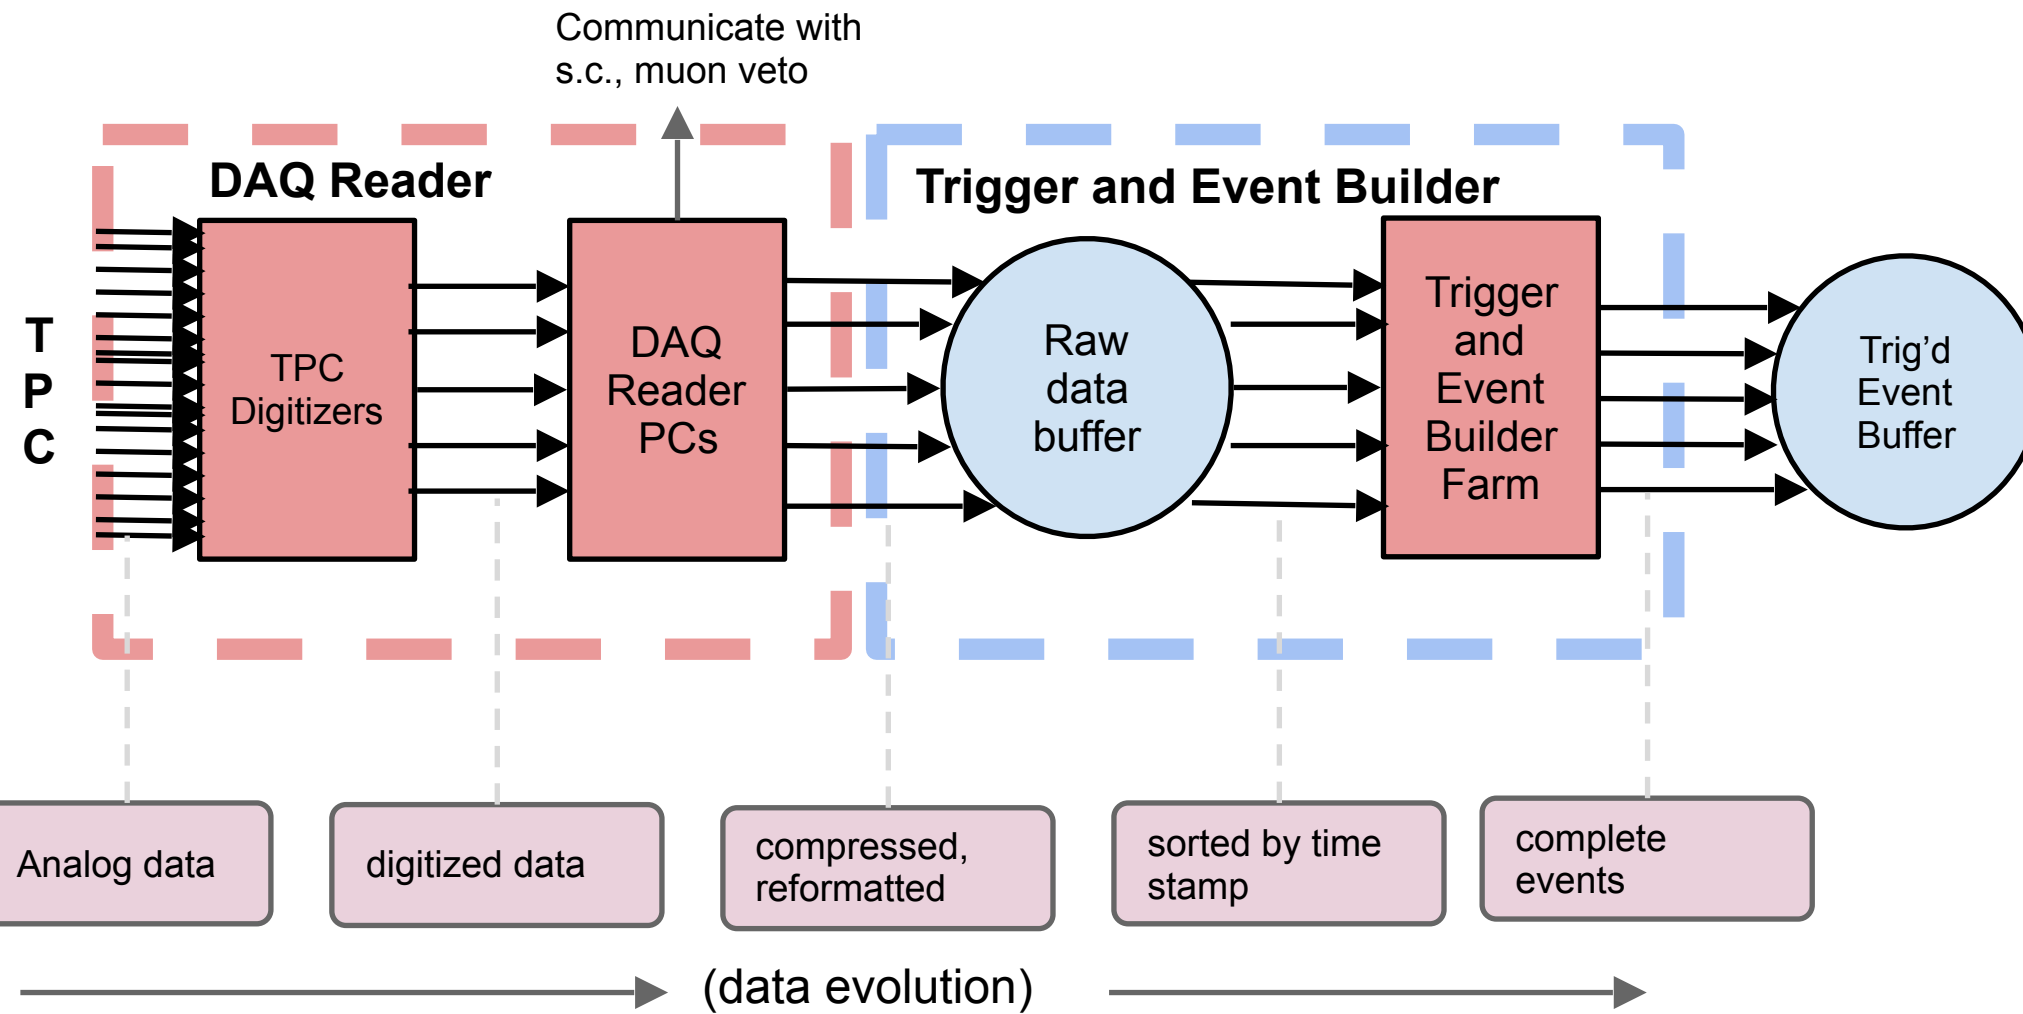 Communicate with
s.c., muon veto
DAQ Reader
Trigger and Event Builder
T
P
C
TPC
Digitizers
DAQ
Reader
PCs
Raw
data
buffer
Trigger
and
Event
Builder
Farm
Trig’d
Event
Buffer
Analog data
digitized data
compressed,
reformatted
sorted by time
stamp
complete
events
(data evolution)